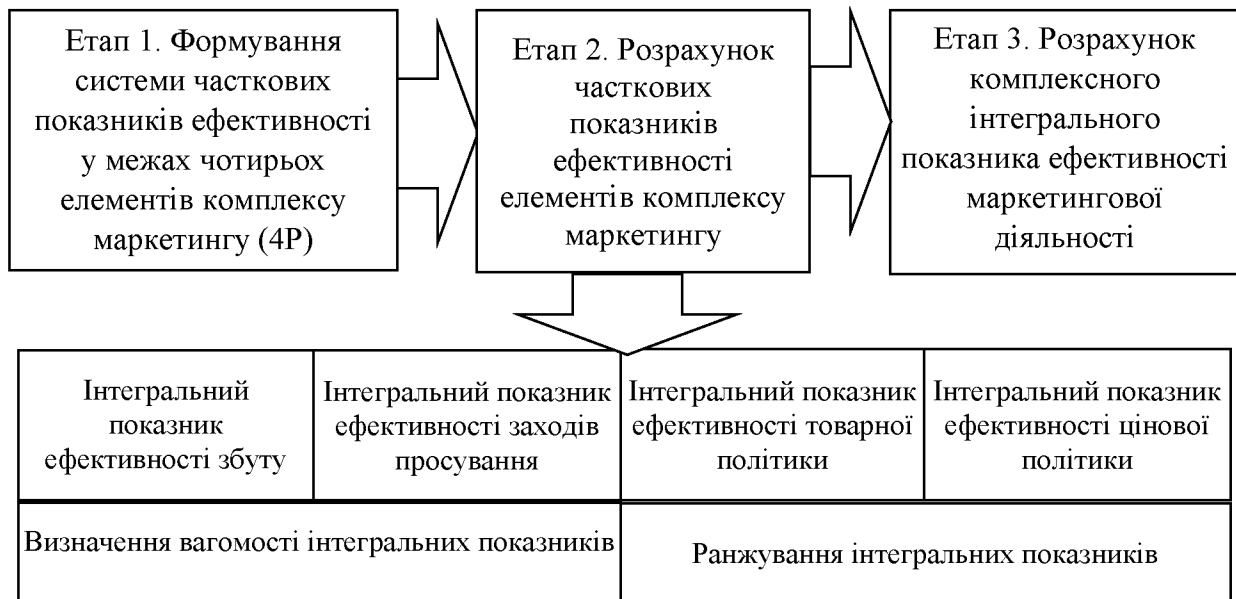 Етап 1. Формування
системи часткових
показників ефективності
у межах чотирьох
елементів комплексу
маркетингу (4Р)
Етап 2. Розрахунок
часткових
показників
ефективності
елементів комплексу
маркетингу
Етап 3. Розрахунок
комплексного
інтегрального
показника ефективності
маркетингової
діяльності
Інтегральний
показник
ефективності збуту
Інтегральний показник
ефективності заходів
просування
Інтегральний показник
ефективності товарної
політики
Інтегральний показник
ефективності цінової
політики
Визначення вагомості інтегральних показників
Ранжування інтегральних показників